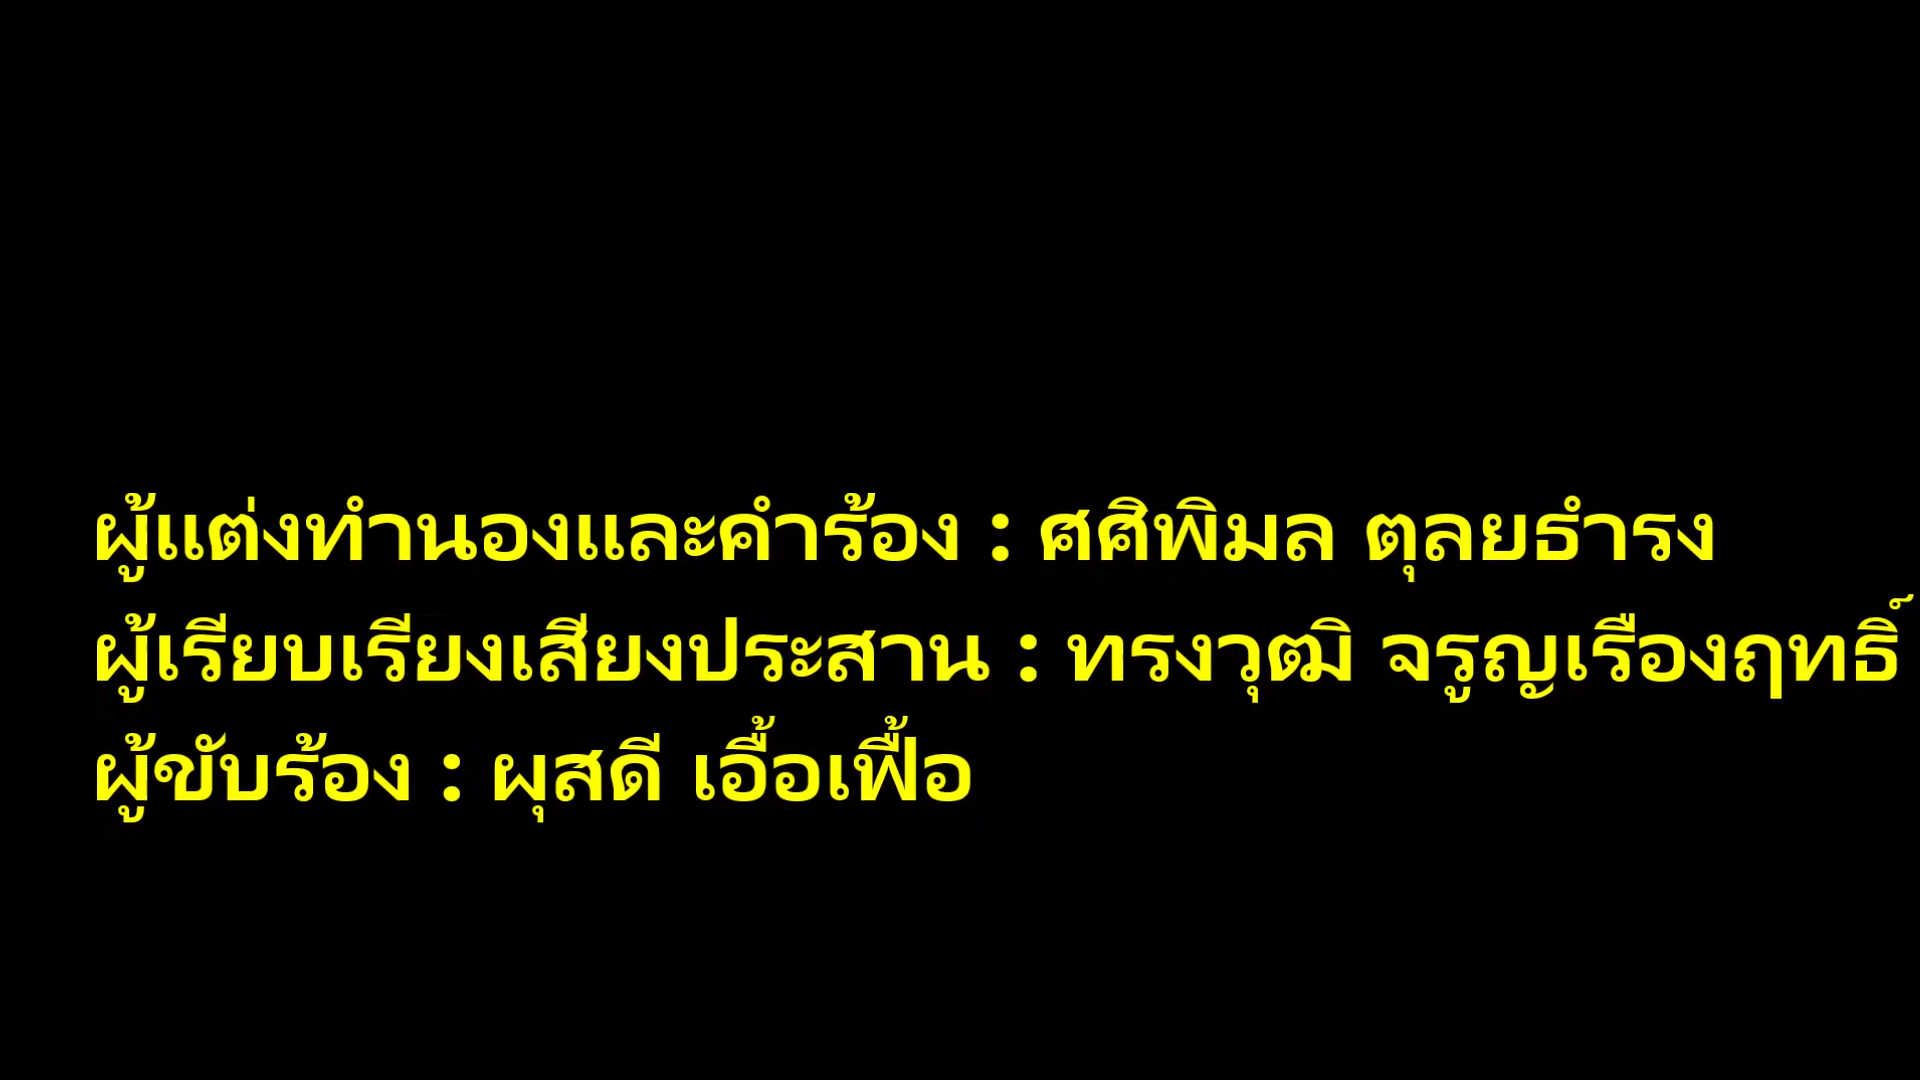 ผู้แต่งทำนองและคำร้อง : ศศิพิมล ตุลยธำรง
ผู้เรียบเรียงเสียงประสาน : ทรงวุฒิ จรูญเรืองฤทธิ์
ผู้ขับร้อง : ผุสดี เอื้อเฟื้อ